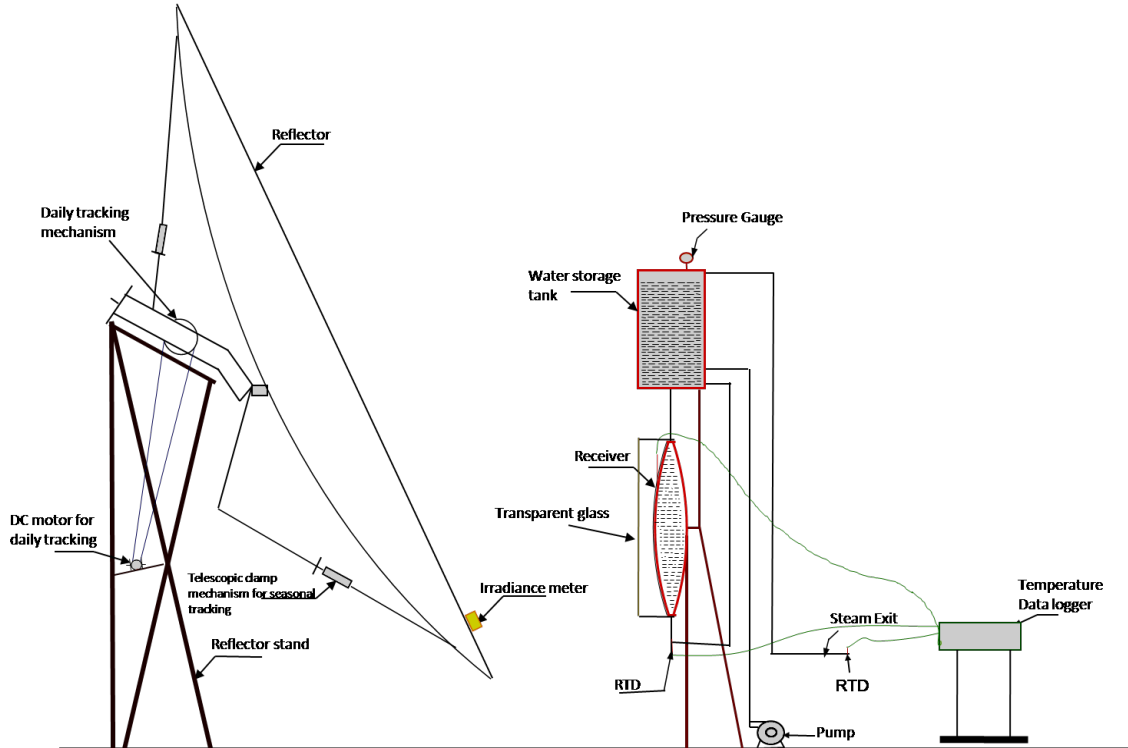 Reflector
Daily tracking
mechanism
Pressure Gauge
Water storage
tank
Receiver
Transparent glass
DC motor for
daily tracking
Telescopic clamp
mechanism for seasonal
tracking
Irradiance meter
Temperature
Data logger
Steam Exit
Reflector stand
RTD
RTD
Pump